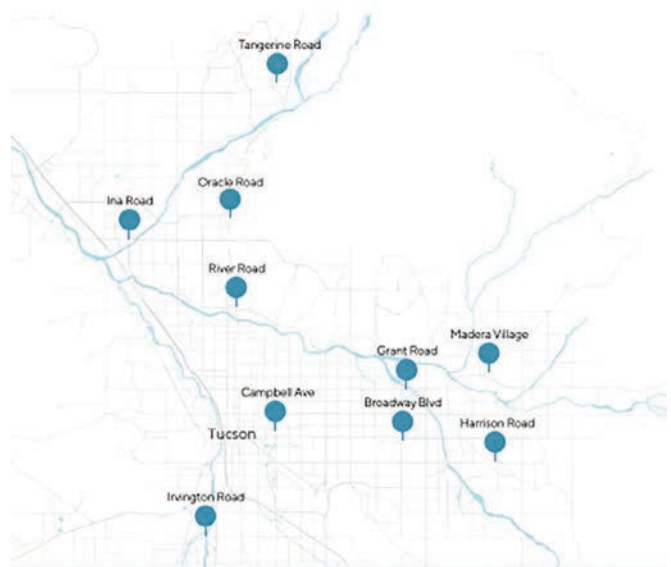 Tangerine Road
Oracle Road
Ina Road
River Road
Madera Village
Grant Road
Campbell Ave
Broadway Blvd
Harrison Road
Tucson
Irvington Road